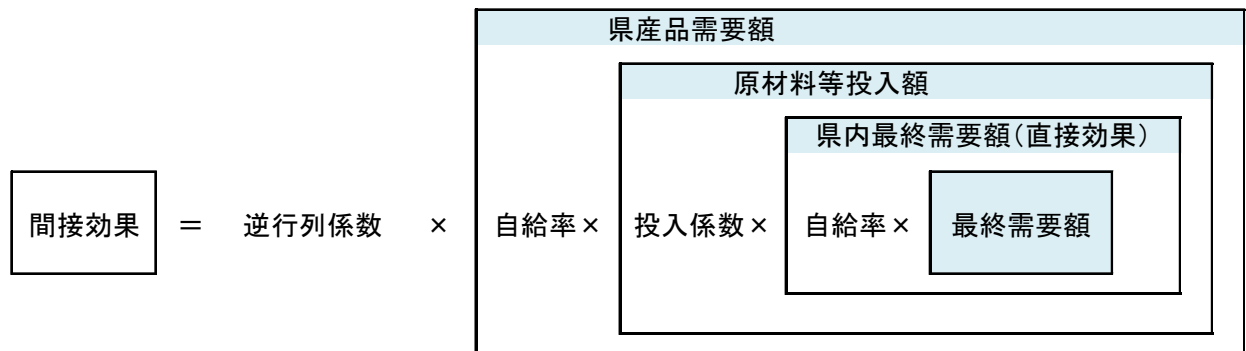 県産品需要額
原材料等投入額
県内最終需要額(直接効果)
間接効果 = 逆行列係数 × 自給率× 投入係数× 自給率× 最終需要額